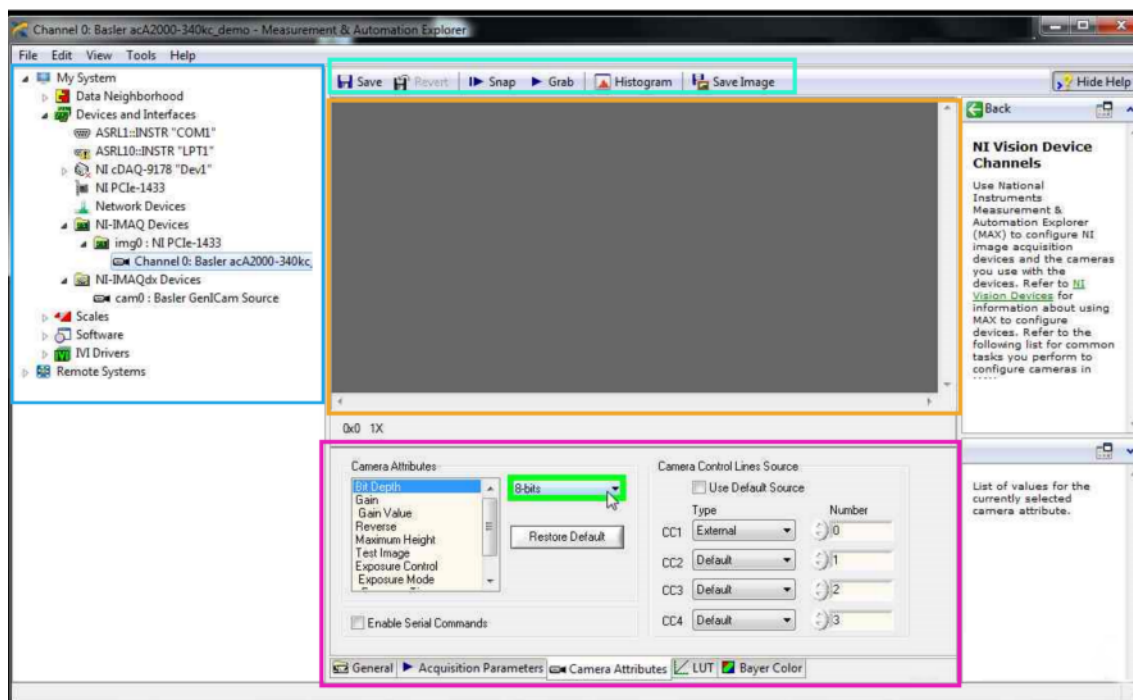 Channel 0: Basler acA2000-340kc_demo - Measurement & Automation Explorer
File Edit View Tools Help
My System
Data Neighborhood
Devices and Interfaces
ASRL1::INSTR "COM1"
ASRL10::INSTR "LPT1"
NI cDAQ-9178 "Dev1"
NI PCIe-1433
Network Devices
NI-IMAQ Devices
img0 : NI PCIe-1433
Channel 0: Basler acA2000-340kc_
NI-IMAQdx Devices
cam0 : Basler GenICam Source
Scales
Software
IVI Drivers
Remote Systems
Save Revert Snap Grab Histogram Save Image
Hide Help
0x0 1X
Camera Attributes
Bit Depth
Gain
Gain Value
Reverse
Maximum Height
Test Image
Exposure Control
Exposure Mode
8-bits
Restore Default
Enable Serial Commands
Camera Control Lines Source
Use Default Source
Type Number
CC1 External 0
CC2 Default 1
CC3 Default 2
CC4 Default 3
General Acquisition Parameters Camera Attributes LUT Bayer Color
Back
NI Vision Device
Channels
Use National
Instruments
Measurement &
Automation Explorer
(MAX) to configure NI
image acquisition
devices and the cameras
you use with the
devices. Refer to NI
Vision Devices for
information about using
MAX to configure
devices. Refer to the
following list for common
tasks you perform to
configure cameras in
List of values for the
currently selected
camera attribute.